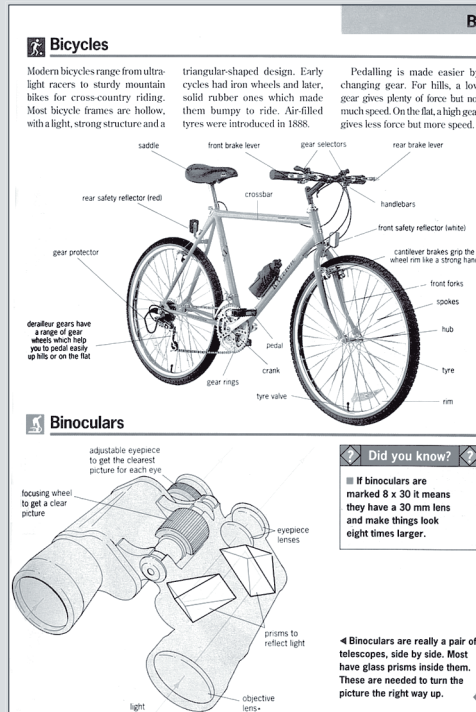 B
Bicycles
Modern bicycles range from ultra-
light racers to sturdy mountain
bikes for cross-country riding.
Most bicycle frames are hollow,
with a light, strong structure and a
triangular-shaped design. Early
cycles had iron wheels and later,
solid rubber ones which made
them bumpy to ride. Air-filled
tyres were introduced in 1888.
Pedalling is made easier by
changing gear. For hills, a low
gear gives plenty of force but no
much speed. On the flat, a high gea
gives less force but more speed.
saddle
front brake lever
gear selectors
rear brake lever
rear safety reflector (red)
crossbar
handlebars
front safety reflector (white)
gear protector
cantilever brakes grip the
wheel rim like a strong han
front forks
spokes
derailleur gears have
a range of gear
wheels which help
you to pedal easily
up hills or on the flat
hub
pedal
crank
gear rings
tyre
tyre valve
rim
Binoculars
adjustable eyepiece
to get the clearest
picture for each eye
focusing wheel
to get a clear
picture
eyepiece
lenses
prisms to
reflect light
objective
lens
light
? Did you know? ?
If binoculars are
marked 8 x 30 it means
they have a 30 mm lens
and make things look
eight times larger.
◀ Binoculars are really a pair of
telescopes, side by side. Most
have glass prisms inside them.
These are needed to turn the
picture the right way up.